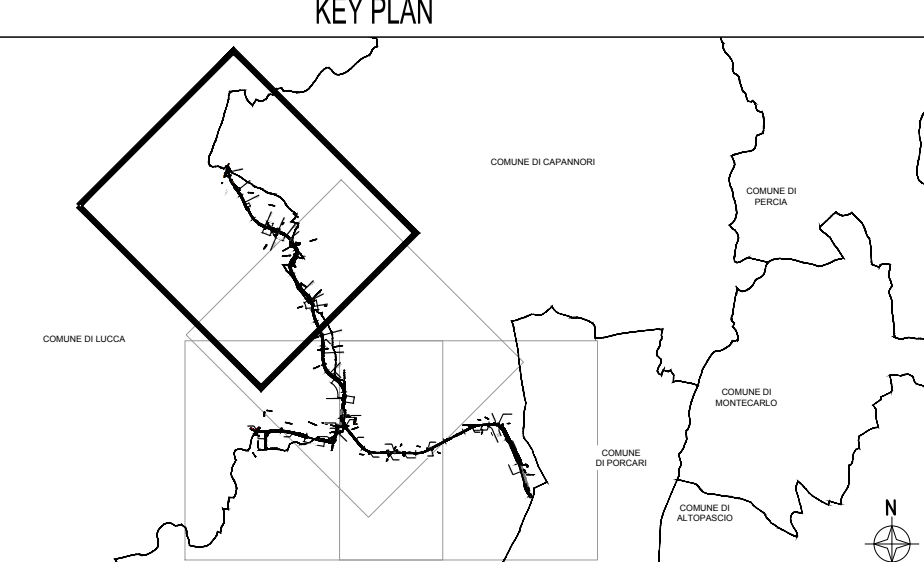 KEY PLAN
COMUNE DI CAPANNORI
COMUNE DI
PERCIA
COMUNE DI LUCCA
COMUNE DI
MONTECARLO
COMUNE
DI PORCARI
COMUNE DI
ALTOPASCIO
N